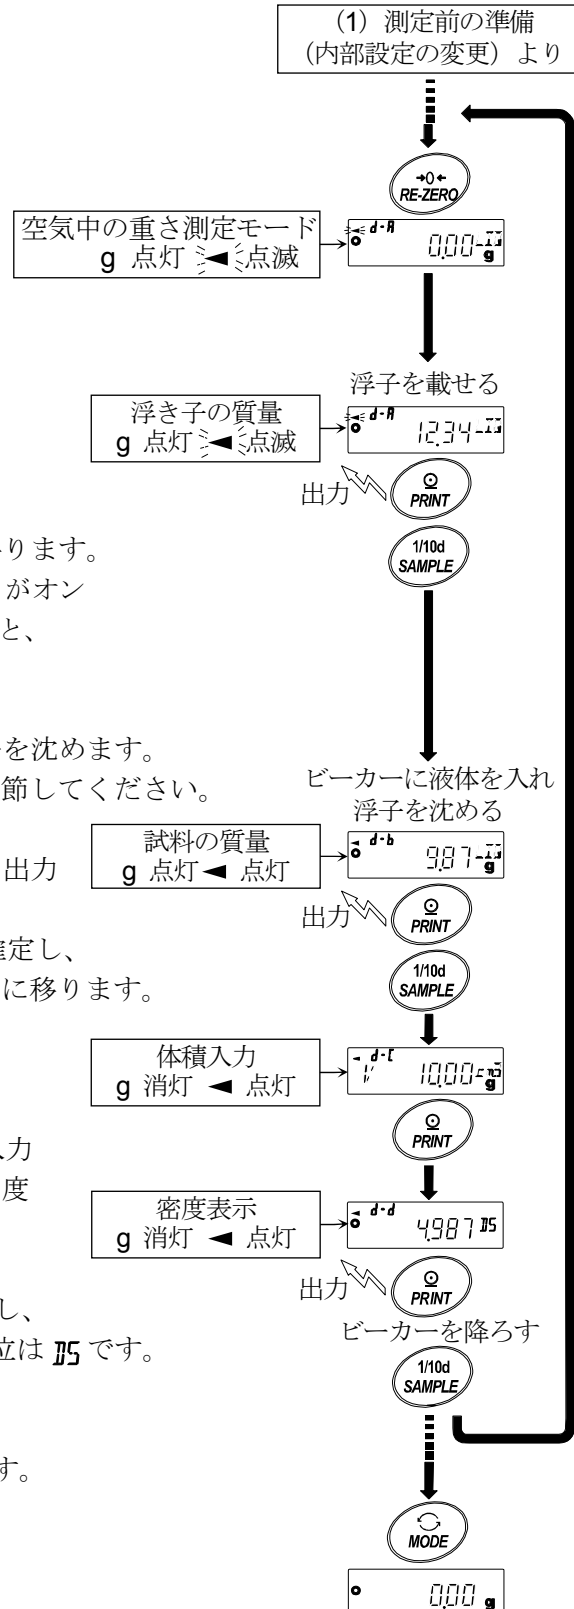 (1) 測定前の準備
(内部設定の変更) より
→0←
RE-ZERO
空気中の重さ測定モード
g 点灯 ◄ 点滅
d-A
0.00 g
浮子を載せる
浮き子の質量
g 点灯 ◄ 点滅
d-A
12.34
出力
PRINT
ります。
1/10d
SAMPLE
がオン
と、
を沈めます。
節してください。
ビーカーに液体を入れ
浮子を沈める
試料の質量
g 点灯 ◄ 点灯
d-b
9.87 g
出力
出力
PRINT
確定し、
に移ります。
1/10d
SAMPLE
体積入力
g 消灯 ◄ 点灯
d-C
10.00 g
PRINT
入力
度
密度表示
g 消灯 ◄ 点灯
d-d
4.987 DS
出力
PRINT
し、
ビーカーを降ろす
立は DS です。
1/10d
SAMPLE
す。
MODE
0.00 g